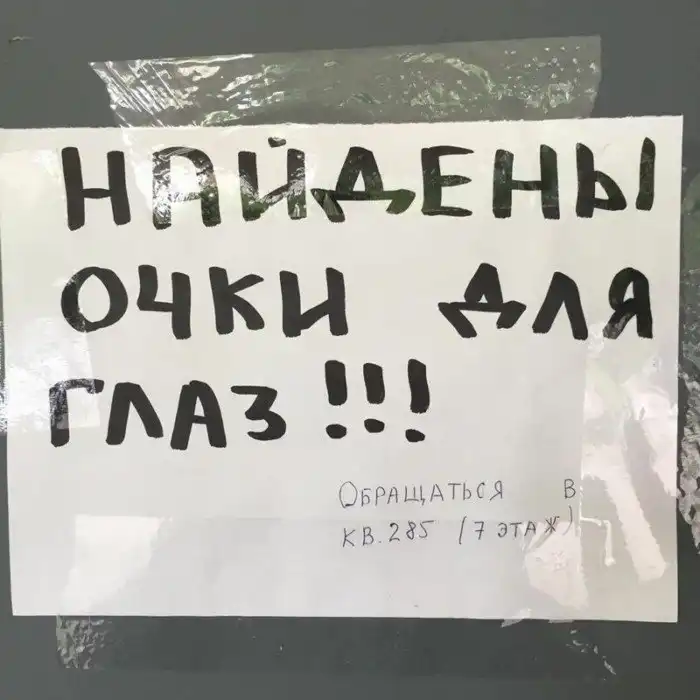 НАЙДЕНЫ
ОЧКИ ДЛЯ
ГЛАЗ!!!
ОБРАЩАТЬСЯ В
КВ.285 (7 ЭТАЖ)